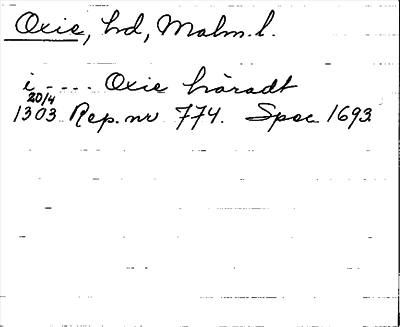 Oxie, hd, Malm. l.
i - - . . Oxie häradt
20/4
1303 Rep. nr 774. Spec 1693